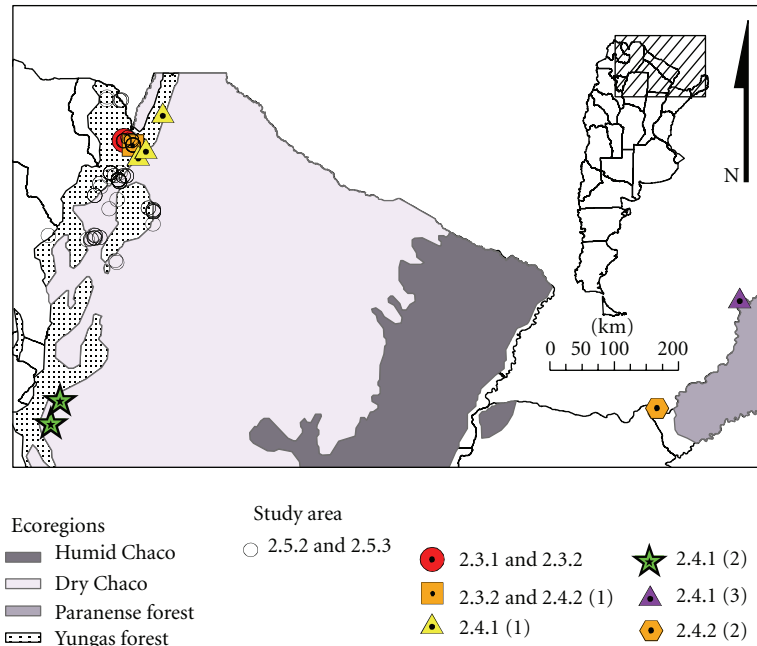 N
(km)
0 50 100 200
Ecoregions
Humid Chaco
Dry Chaco
Paranense forest
Yungas forest
Study area
2.5.2 and 2.5.3
2.3.1 and 2.3.2
2.3.2 and 2.4.2 (1)
2.4.1 (1)
2.4.1 (2)
2.4.1 (3)
2.4.2 (2)